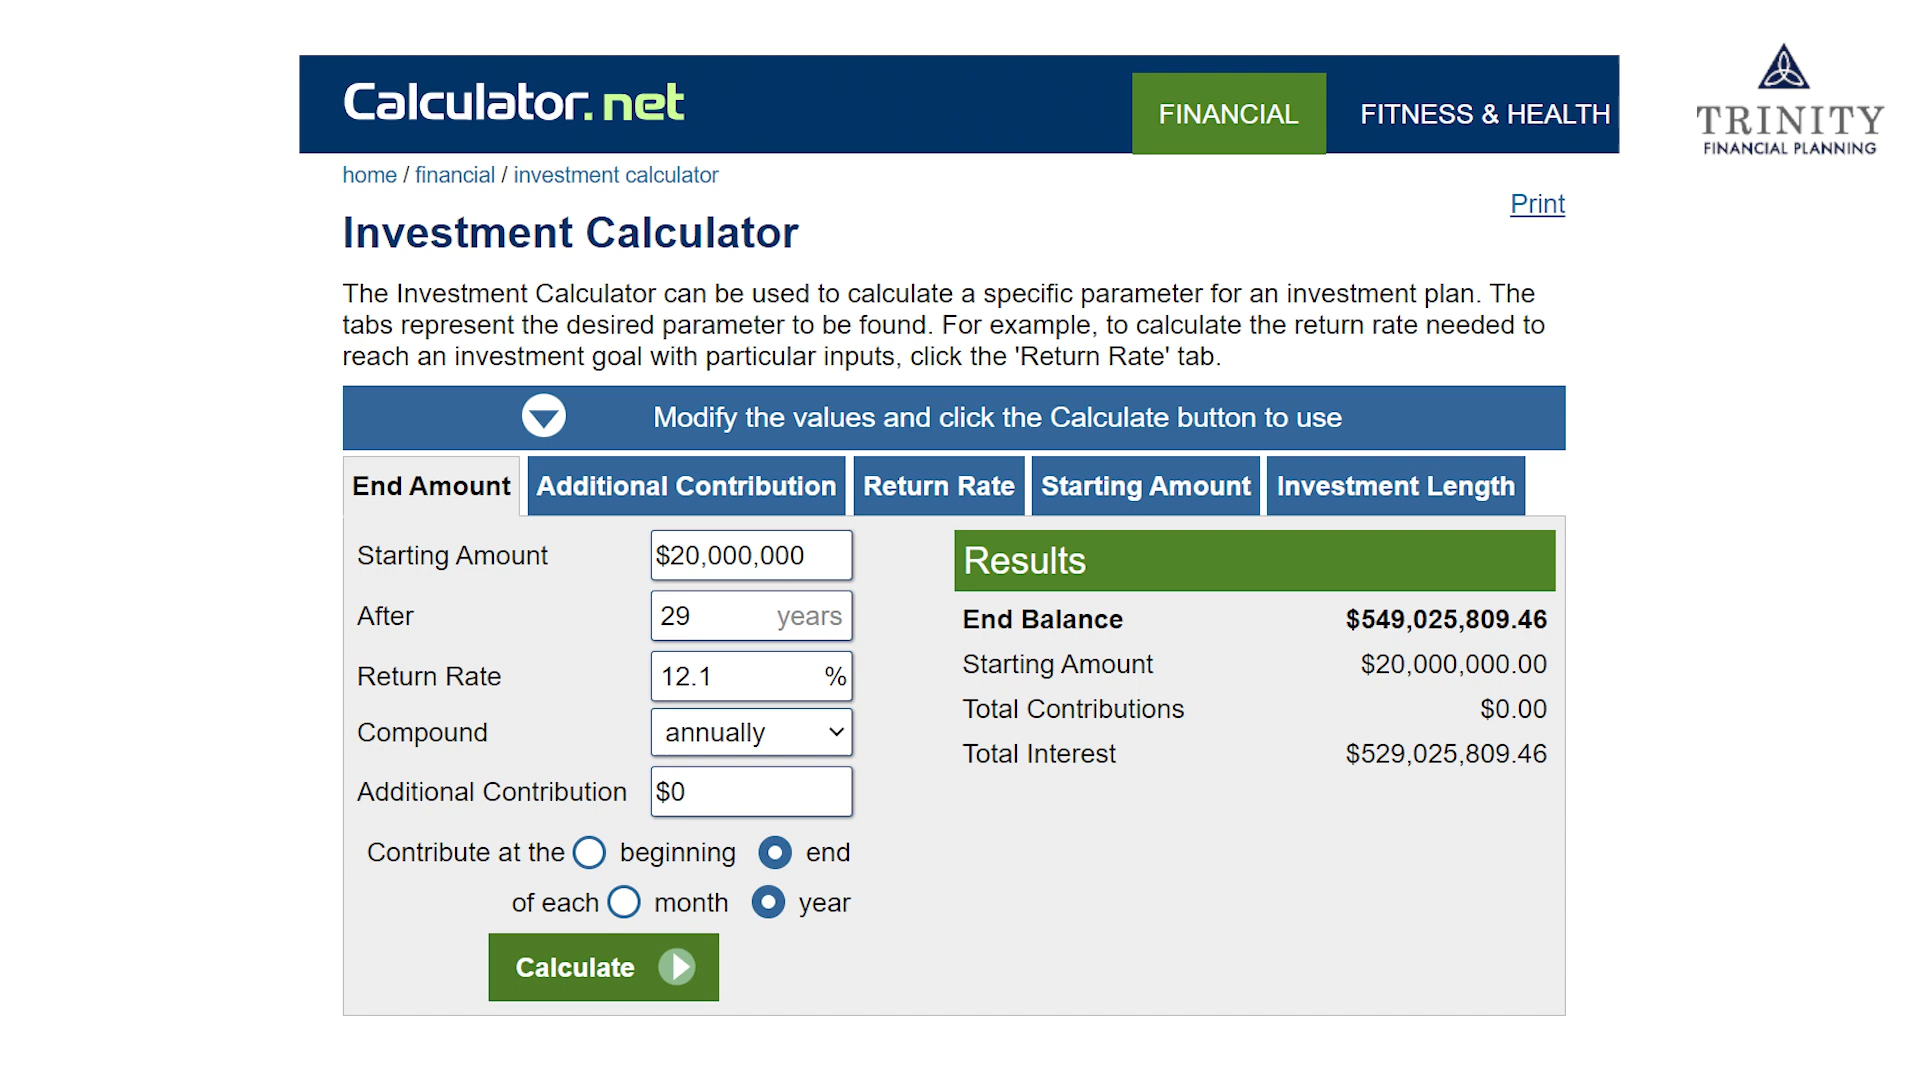 Calculator.net
FINANCIAL
FITNESS & HEALTH
TRINITY
FINANCIAL PLANNING
home / financial / investment calculator
Print
Investment Calculator
The Investment Calculator can be used to calculate a specific parameter for an investment plan. The
tabs represent the desired parameter to be found. For example, to calculate the return rate needed to
reach an investment goal with particular inputs, click the 'Return Rate' tab.
Modify the values and click the Calculate button to use
End Amount
Additional Contribution
Return Rate
Starting Amount
Investment Length
Starting Amount $20,000,000
After 29 years
Return Rate 12.1 %
Compound annually
Additional Contribution $0
Contribute at the beginning end
of each month year
Calculate
Results
End Balance $549,025,809.46
Starting Amount $20,000,000.00
Total Contributions $0.00
Total Interest $529,025,809.46